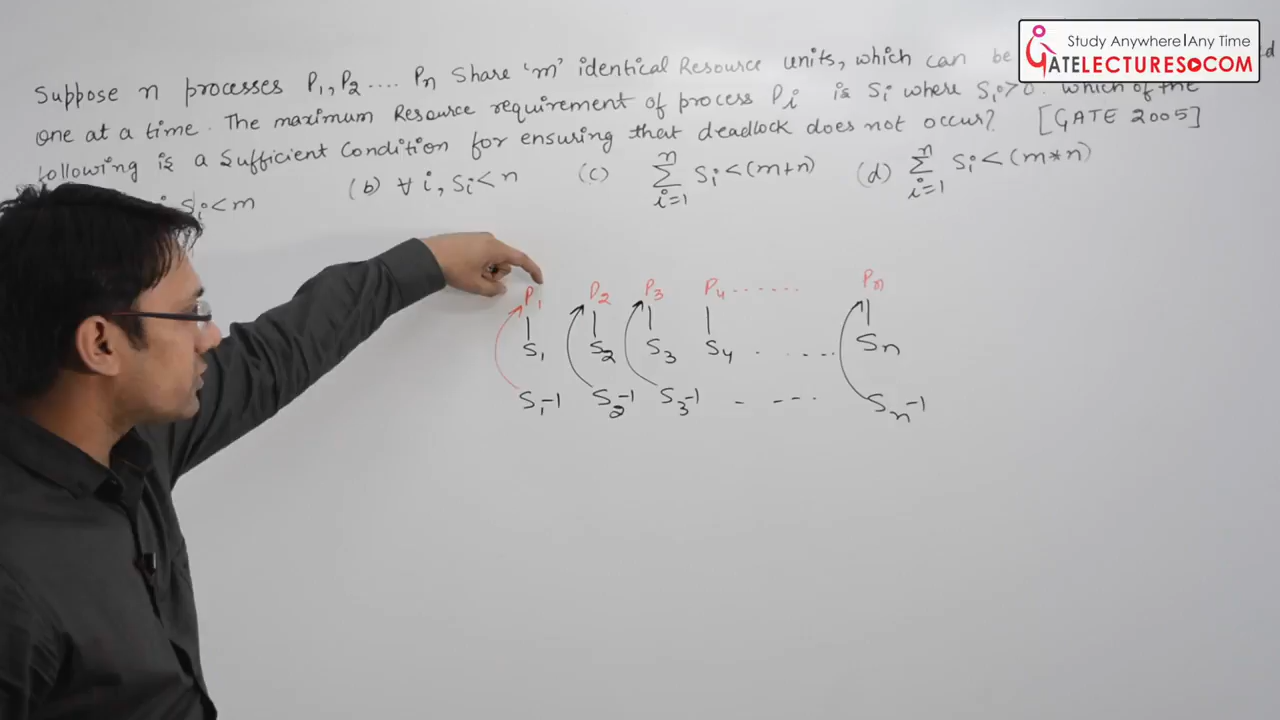 Study Anywhere | Any Time
GATELECTURES.COM
Suppose n processes P1, P2 .... Pn Share 'm' identical Resource units, which can be
one at a time. The maximum Resource requirement of process Pi is Si where Si>0. Which of the
following is a Sufficient Condition for ensuring that deadlock does not occur? [GATE 2005]
Si<m (b) ∀ i, Si<n (c) ∑ i=1 n Si<(m+n) (d) ∑ i=1 n Si<(m*n)
P1 P2 P3 P4 ...... Pn
S1 S2 S3 S4 . ..... Sn
S1-1 S2-1 S3-1 - --- Sn-1